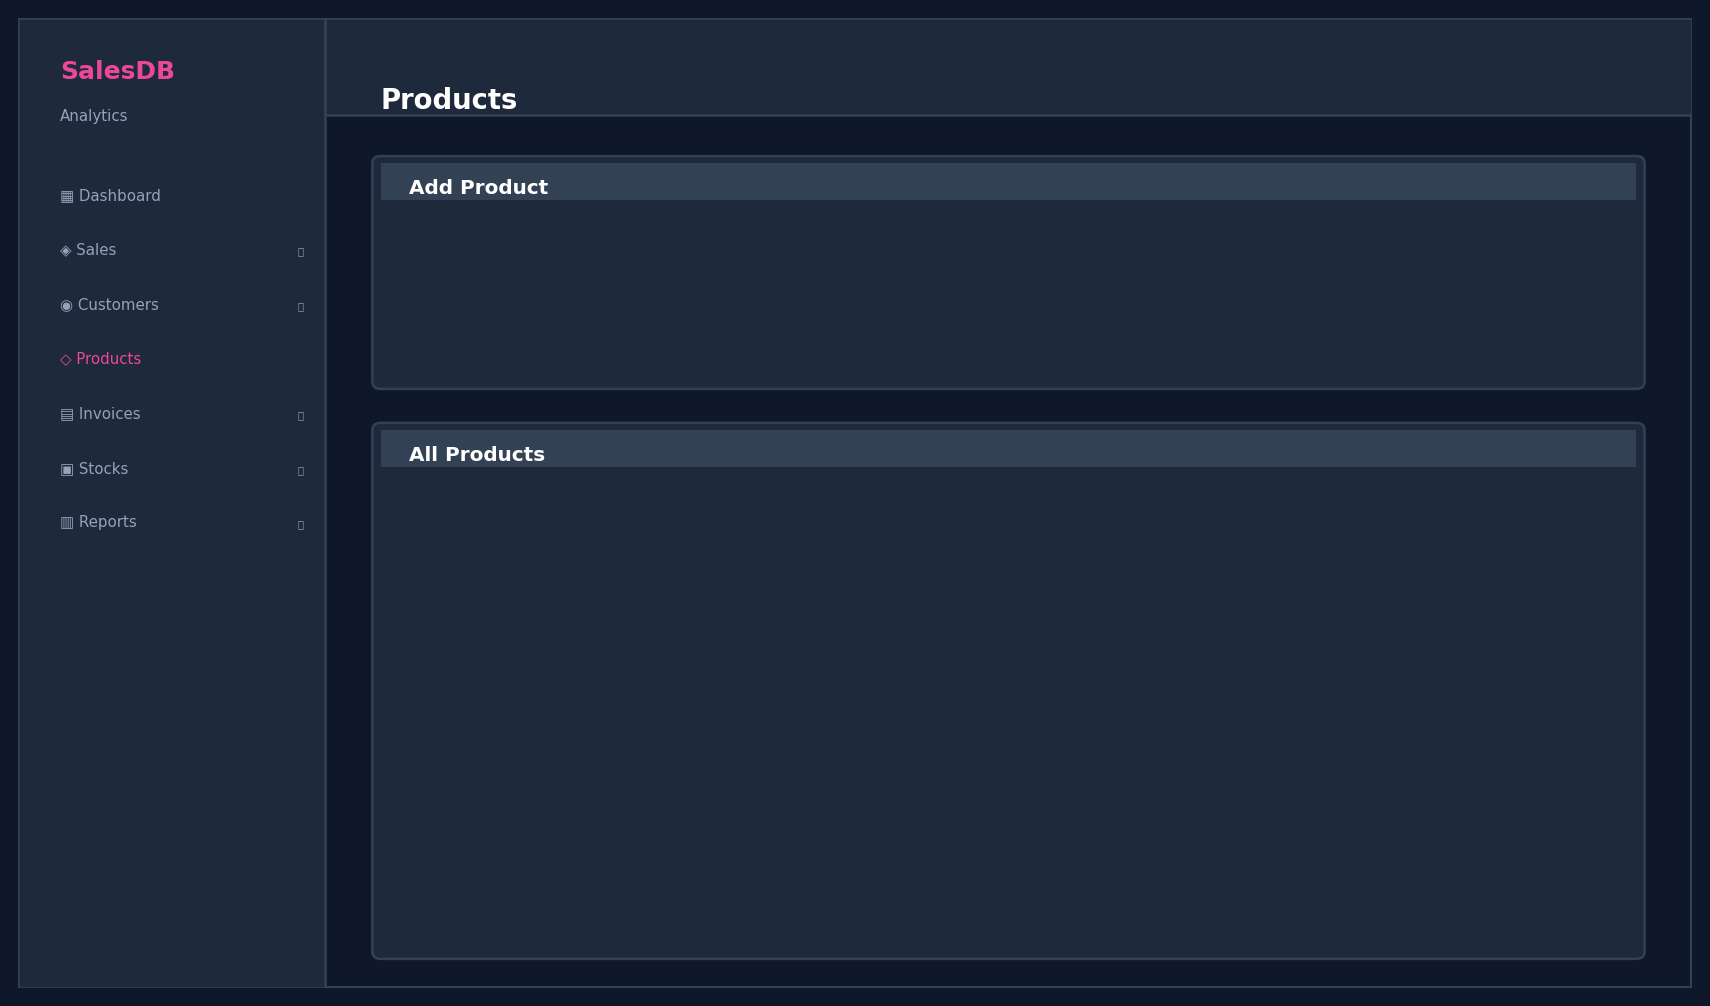 SalesDB
Analytics
▦ Dashboard
◈ Sales
◉ Customers
◇ Products
▤ Invoices
▣ Stocks
▥ Reports
Products
Add Product
All Products